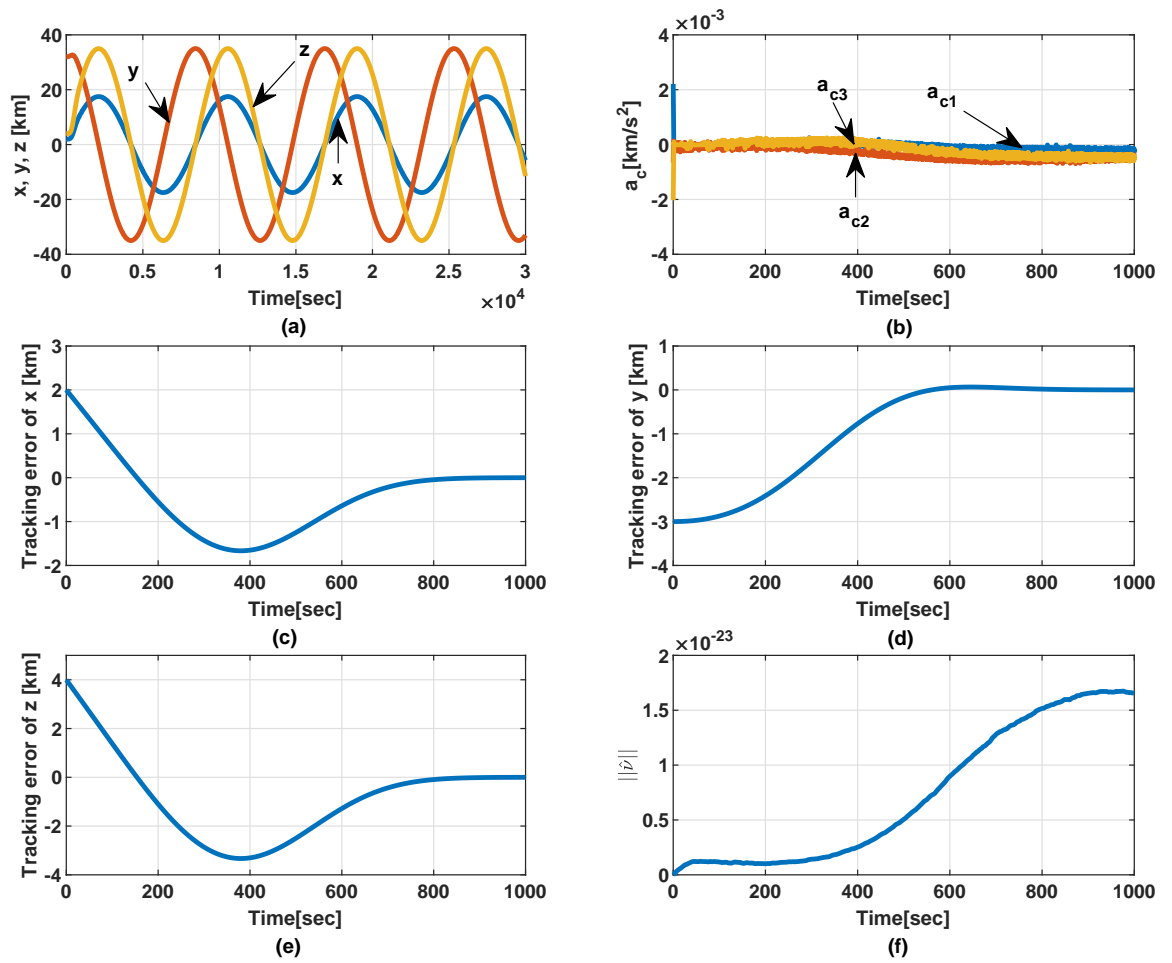 x, y, z [km]
40
20
0
-20
-40
y
z
x
0 0.5 1 1.5 2 2.5 3
Time[sec]
×10^4
(a)
×10^-3
a_c[km/s^2]
4
2
0
-2
-4
a_c3
a_c1
a_c2
0 200 400 600 800 1000
Time[sec]
(b)
Tracking error of x [km]
3
2
1
0
-1
-2
0 200 400 600 800 1000
Time[sec]
(c)
Tracking error of y [km]
1
0
-1
-2
-3
-4
0 200 400 600 800 1000
Time[sec]
(d)
Tracking error of z [km]
4
2
0
-2
-4
0 200 400 600 800 1000
Time[sec]
(e)
×10^-23
||ν̂||
2
1.5
1
0.5
0
0 200 400 600 800 1000
Time[sec]
(f)